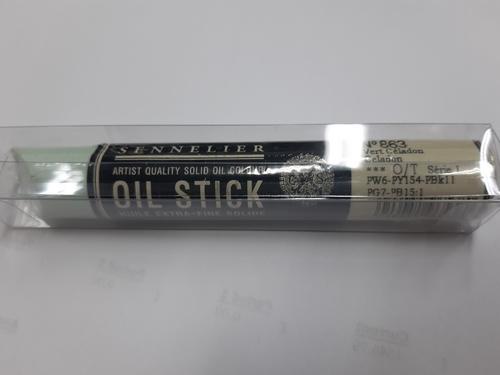 SENNELIER
ARTIST QUALITY SOLID OIL COLOUR
OIL STICK
HUILE EXTRA-FINE SOLIDE
N° 863
Vert Céladon
Celadon
*** O/T Série 1
PW6-PY154-PBk11
PG7-PB15:1